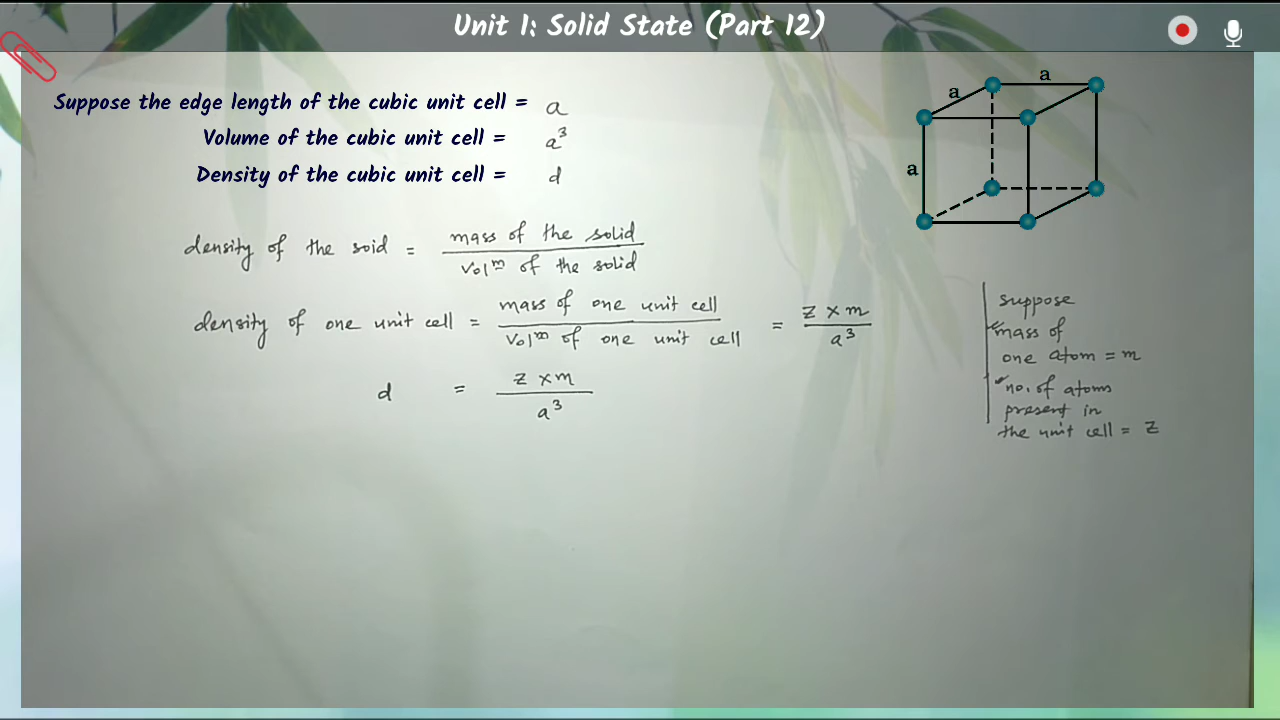 Unit 1: Solid State (Part 12)
Suppose the edge length of the cubic unit cell = a
Volume of the cubic unit cell = a³
Density of the cubic unit cell = d
a
a
a
density of the soid = mass of the solid / volᵐ of the solid
density of one unit cell = mass of one unit cell / volᵐ of one unit cell = z × m / a³
d = z × m / a³
suppose
mass of
one atom = m
no. of atoms
present in
the unit cell = z